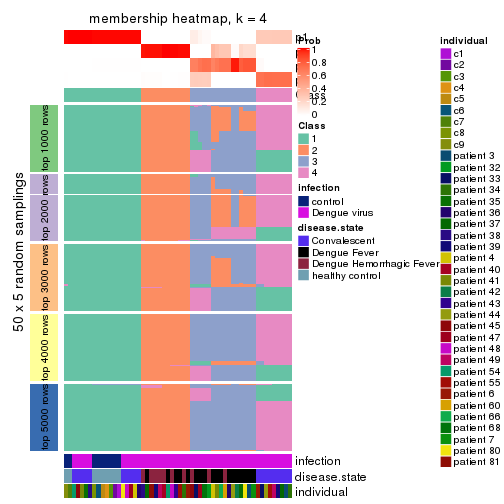 membership heatmap, k = 4
p1
Class
50 x 5 random samplings
top 1000 rows
top 2000 rows
top 3000 rows
top 4000 rows
top 5000 rows
infection
disease.state
individual
Prob
1
0.8
0.6
0.4
0.2
0
Class
1
2
3
4
infection
control
Dengue virus
disease.state
Convalescent
Dengue Fever
Dengue Hemorrhagic Fever
healthy control
individual
c1
c2
c3
c4
c5
c6
c7
c8
c9
patient 3
patient 32
patient 33
patient 34
patient 35
patient 36
patient 37
patient 38
patient 39
patient 4
patient 40
patient 41
patient 42
patient 43
patient 44
patient 45
patient 47
patient 48
patient 49
patient 54
patient 55
patient 6
patient 60
patient 66
patient 68
patient 7
patient 80
patient 81